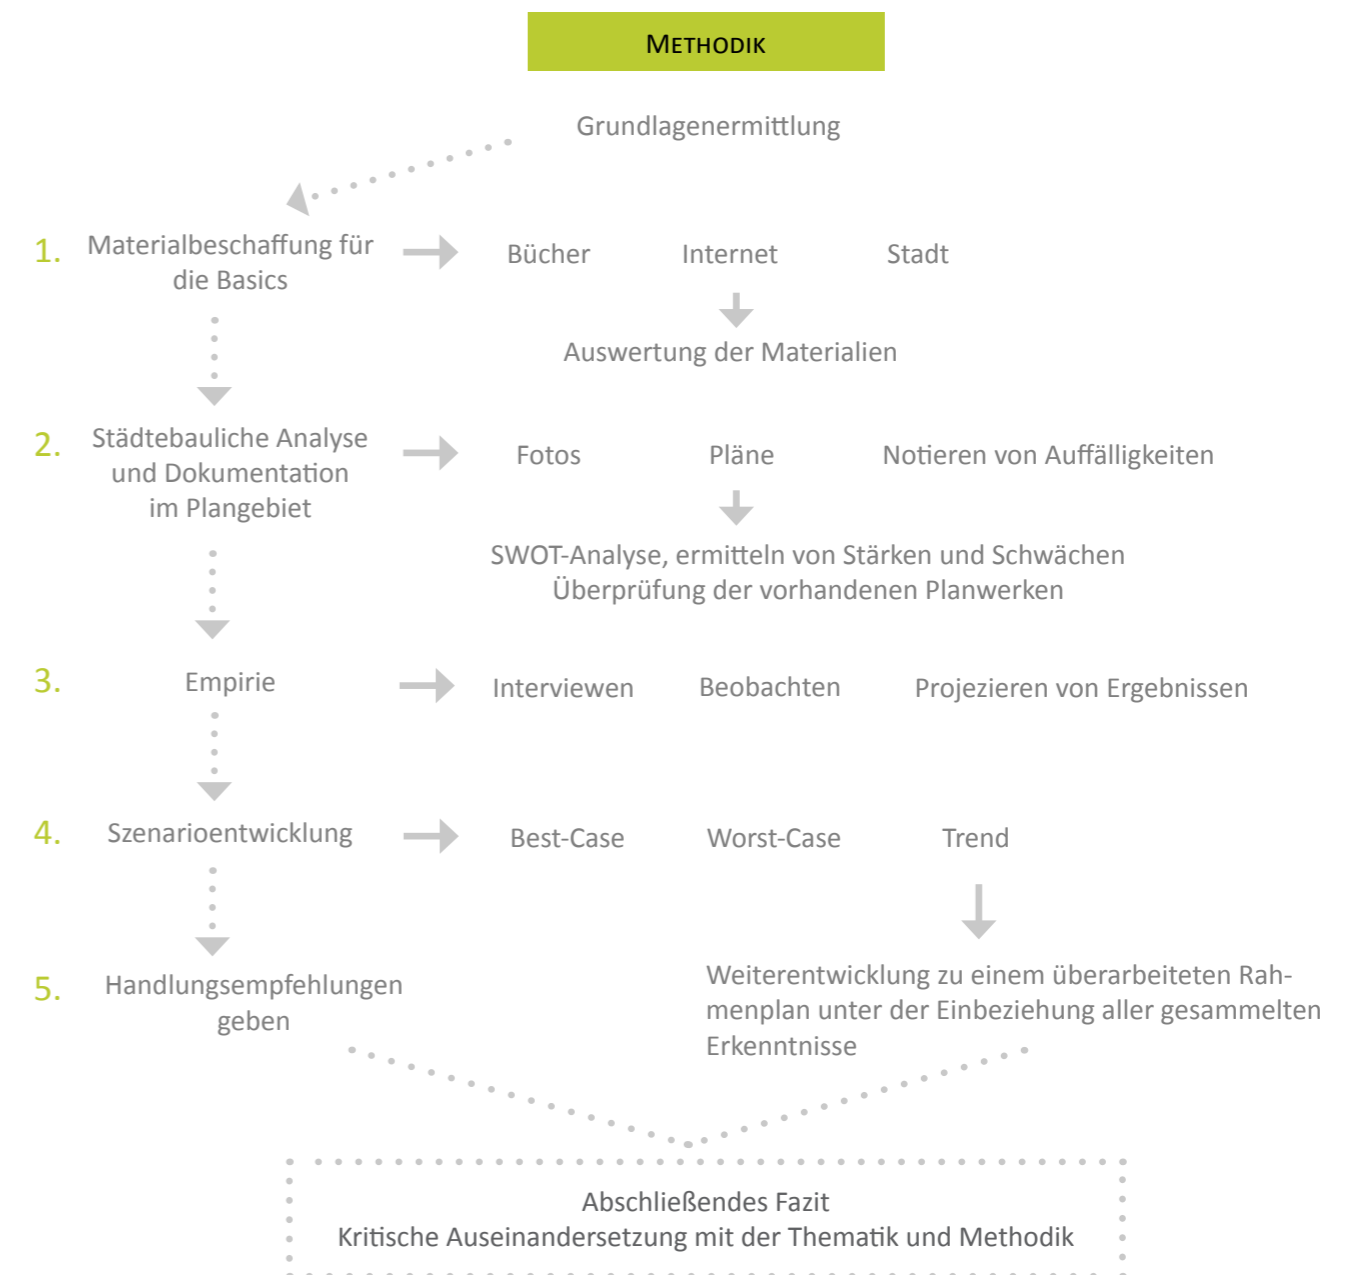 METHODIK
Grundlagenermittlung
1. Materialbeschaffung für
die Basics
Bücher Internet Stadt
Auswertung der Materialien
2. Städtebauliche Analyse
und Dokumentation
im Plangebiet
Fotos Pläne Notieren von Auffälligkeiten
SWOT-Analyse, ermitteln von Stärken und Schwächen
Überprüfung der vorhandenen Planwerken
3. Empirie
Interviewen Beobachten Projezieren von Ergebnissen
4. Szenarioentwicklung
Best-Case Worst-Case Trend
5. Handlungsempfehlungen
geben
Weiterentwicklung zu einem überarbeiteten Rah-
menplan unter der Einbeziehung aller gesammelten
Erkenntnisse
Abschließendes Fazit
Kritische Auseinandersetzung mit der Thematik und Methodik